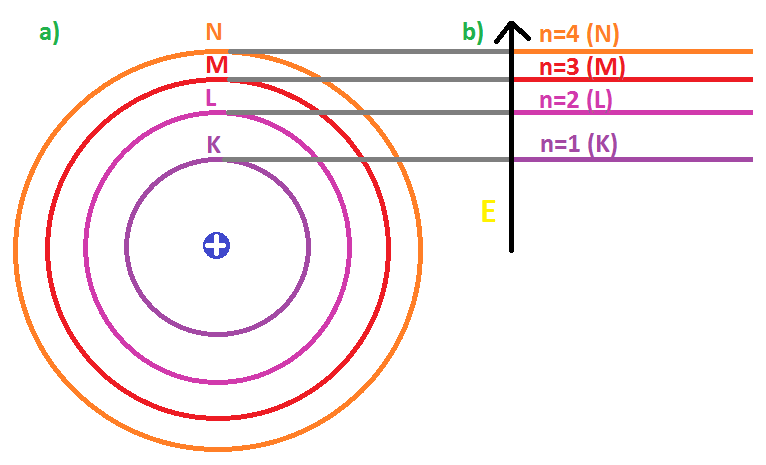 a)
N
M
L
K
+
b)
n=4 (N)
n=3 (M)
n=2 (L)
n=1 (K)
E